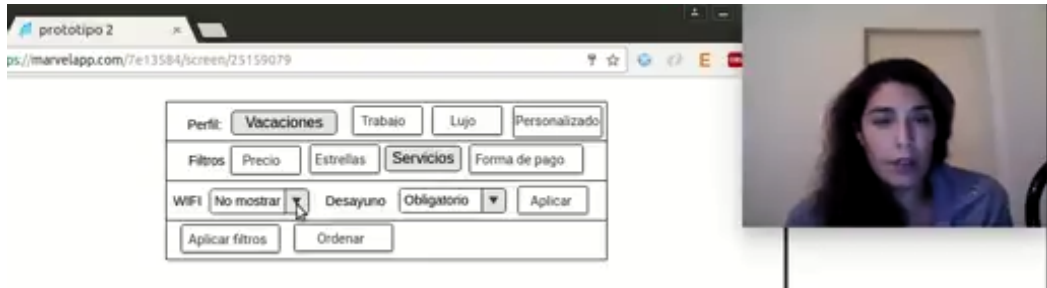 prototipo 2
ps://marvelapp.com/7e13584/screen/25159079
E
Perfil: Vacaciones Trabajo Lujo Personalizado
Filtros Precio Estrellas Servicios Forma de pago
WIFI No mostrar Desayuno Obligatorio Aplicar
Aplicar filtros Ordenar